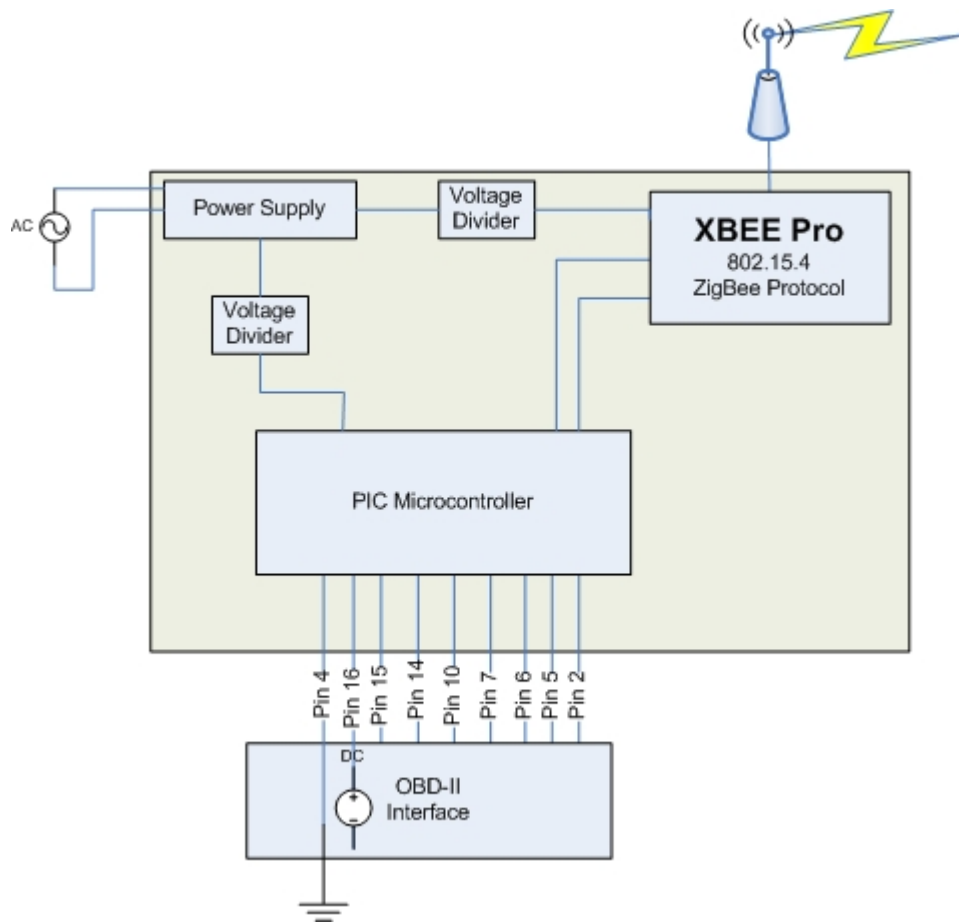 AC
Power Supply
Voltage
Divider
XBEE Pro
802.15.4
ZigBee Protocol
Voltage
Divider
PIC Microcontroller
Pin 4
Pin 16
Pin 15
Pin 14
Pin 10
Pin 7
Pin 6
Pin 5
Pin 2
DC
OBD-II
Interface